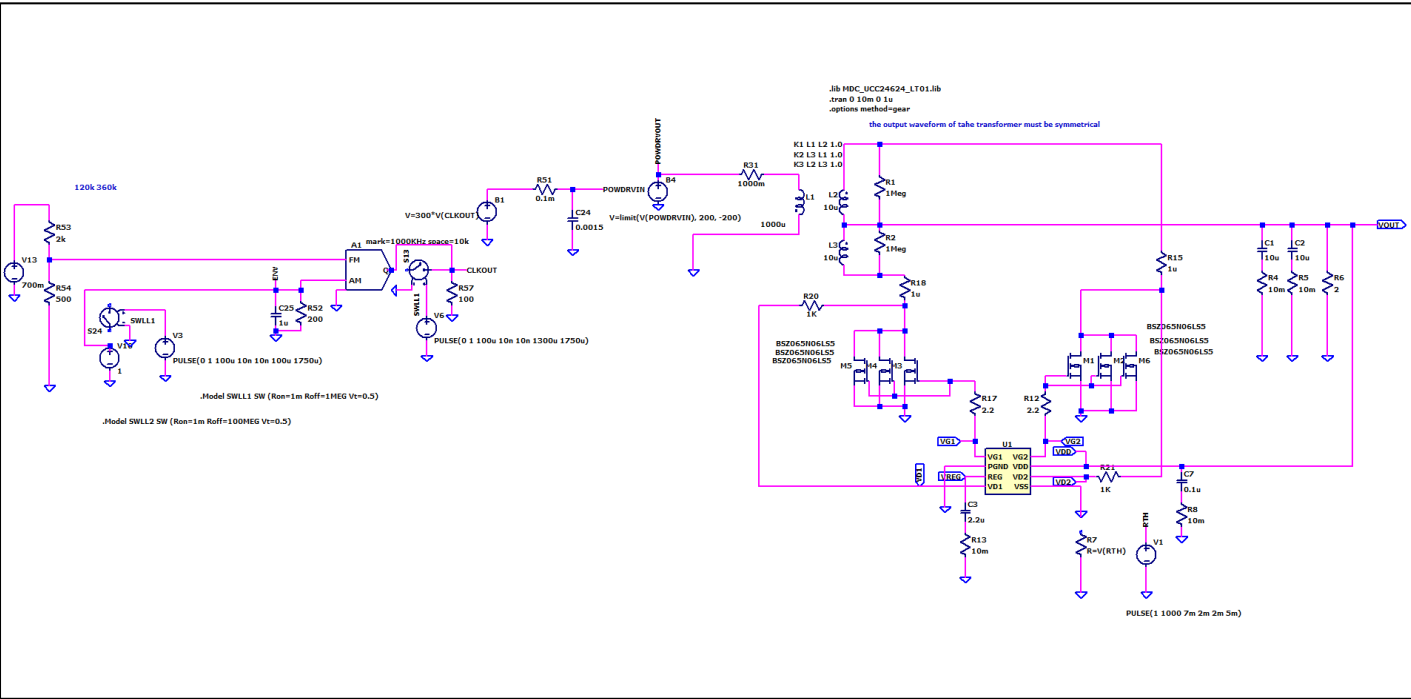 .lib MDC_UCC24624_LT01.lib
.tran 0 10m 0 1u
.options method=gear
the output waveform of tahe transformer must be symmetrical
K1 L1 L2 1.0
K2 L3 L1 1.0
K3 L2 L3 1.0
POWDRVOUT
R31
1000m
L1
1000u
L2
10u
L3
10u
R1
1Meg
R2
1Meg
120k 360k
R51
0.1m
POWDRVIN
B4
V=limit(V(POWDRVIN), 200, -200)
B1
V=300*V(CLKOUT)
C24
0.0015
R53
2k
V13
700m
R54
500
A1
mark=1000KHz space=10k
FM
AM
Q
S13
CLKOUT
R57
100
ENV
C25
1u
R52
200
SWLL1
V6
PULSE(0 1 100u 10n 10n 1300u 1750u)
S24
SWLL1
V3
PULSE(0 1 100u 10n 10n 100u 1750u)
1
.Model SWLL1 SW (Ron=1m Roff=1MEG Vt=0.5)
.Model SWLL2 SW (Ron=1m Roff=100MEG Vt=0.5)
R18
1u
R20
1K
R15
1u
VOUT
C1
10u
C2
10u
R4
10m
R5
10m
R6
2
BSZ065N06LS5
BSZ065N06LS5
BSZ065N06LS5
M5
M4
M3
BSZ065N06LS5
BSZ065N06LS5
BSZ065N06LS5
M1
M2
M6
R17
2.2
R12
2.2
VG1
VG2
VDD
U1
VG1 VG2
PGND VDD
REG VD2
VD1 VSS
VD1
VREG
VD2
R21
1K
C7
0.1u
R8
10m
C3
2.2u
R13
10m
R7
R=V(RTH)
RTH
V1
PULSE(1 1000 7m 2m 2m 5m)